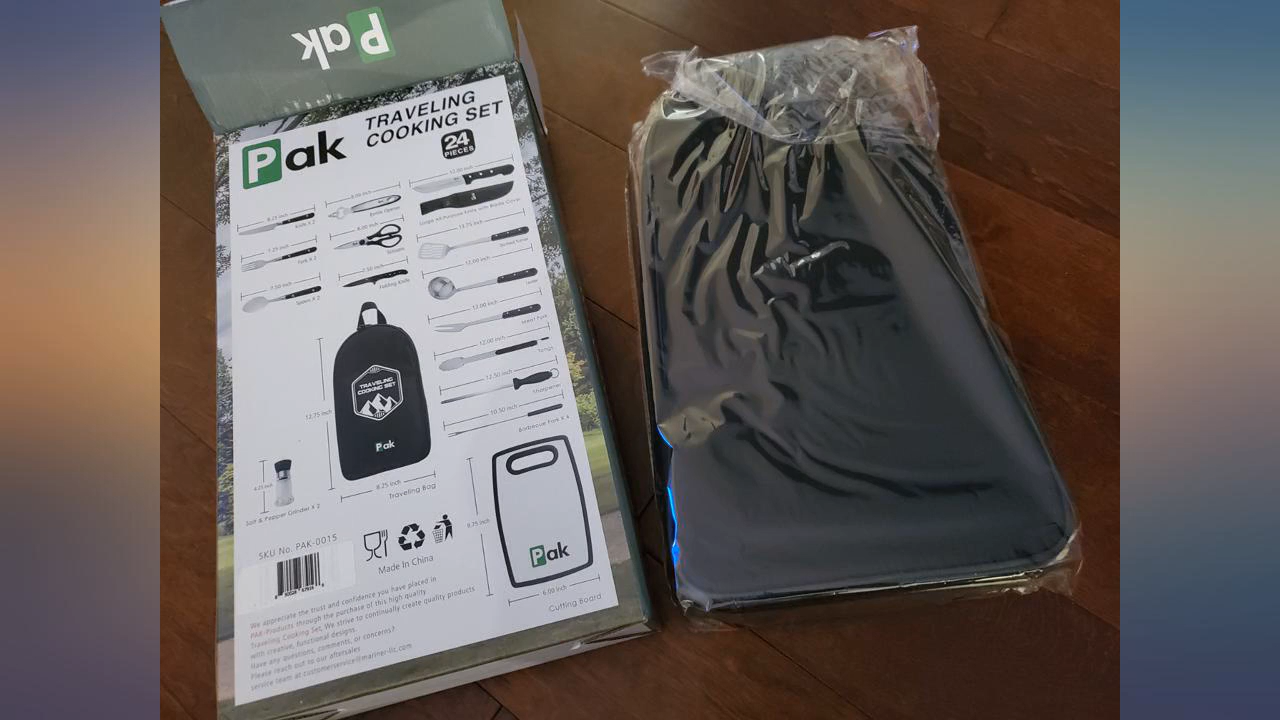 Pak
Pak
TRAVELING
COOKING SET
24
PIECES
8.25 inch
Knife X 2
7.25 inch
Fork X 2
7.50 inch
Spoon X 2
Bottle Opener
Scissors
7.50 inch
Folding Knife
12.00 inch
Large All-Purpose Knife with Blade Cover
13.75 inch
Slotted Turner
12.00 inch
12.00 inch
Meat Fork
12.00 inch
Tongs
12.50 inch
Sharpener
10.50 inch
Barbecue Fork X 4
12.75 inch
TRAVELING
COOKING SET
Pak
8.25 inch
Traveling Bag
4.25 inch
Salt & Pepper Grinder X 2
9.75 inch
Pak
6.00 inch
Cutting Board
SKU No. PAK-0015
Made In China
We appreciate the trust and confidence you have placed in
PAK-Products through the purchase of this high quality
Traveling Cooking Set, We strive to continually create quality products
with creative, functional designs.
Have any questions, comments, or concerns?
Please reach out to our aftersales
service team at customerservice@mariner-llc.com